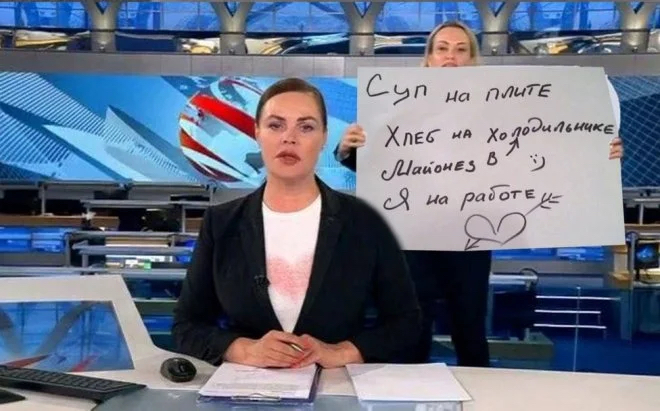 Суп на плите
Хлеб на холодильнике
Майонез в :)
Я на работе